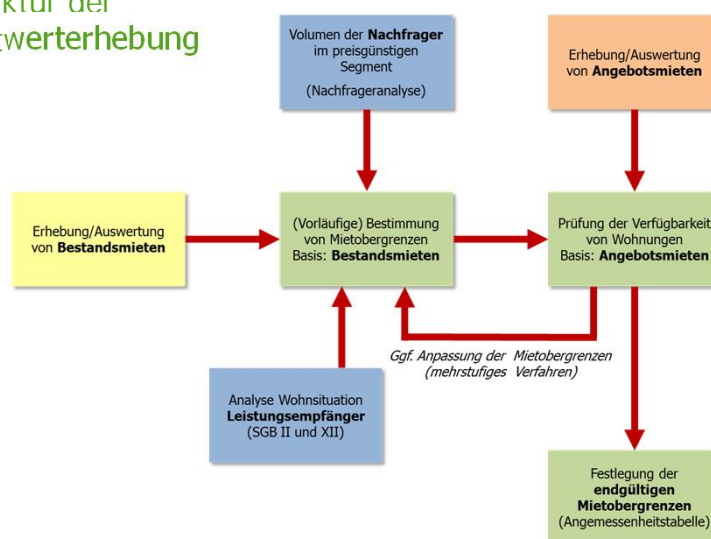 der
werterhebung
Volumen der Nachfrager
im preisgünstigen
Segment
(Nachfrageanalyse)
Erhebung/Auswertung
von Angebotsmieten
Erhebung/Auswertung
von Bestandsmieten
(Vorläufige) Bestimmung
von Mietobergrenzen
Basis: Bestandsmieten
Prüfung der Verfügbarkeit
von Wohnungen
Basis: Angebotsmieten
Ggf. Anpassung der Mietobergrenzen
(mehrstufiges Verfahren)
Analyse Wohnsituation
Leistungsempfänger
(SGB II und XII)
Festlegung der
endgültigen
Mietobergrenzen
(Angemessenheitstabelle)